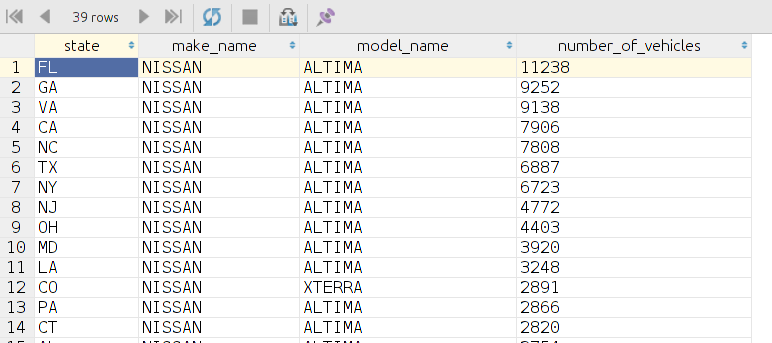 39 rows
state make_name model_name number_of_vehicles
1 FL NISSAN ALTIMA 11238
2 GA NISSAN ALTIMA 9252
3 VA NISSAN ALTIMA 9138
4 CA NISSAN ALTIMA 7906
5 NC NISSAN ALTIMA 7808
6 TX NISSAN ALTIMA 6887
7 NY NISSAN ALTIMA 6723
8 NJ NISSAN ALTIMA 4772
9 OH NISSAN ALTIMA 4403
10 MD NISSAN ALTIMA 3920
11 LA NISSAN ALTIMA 3248
12 CO NISSAN XTERRA 2891
13 PA NISSAN ALTIMA 2866
14 CT NISSAN ALTIMA 2820